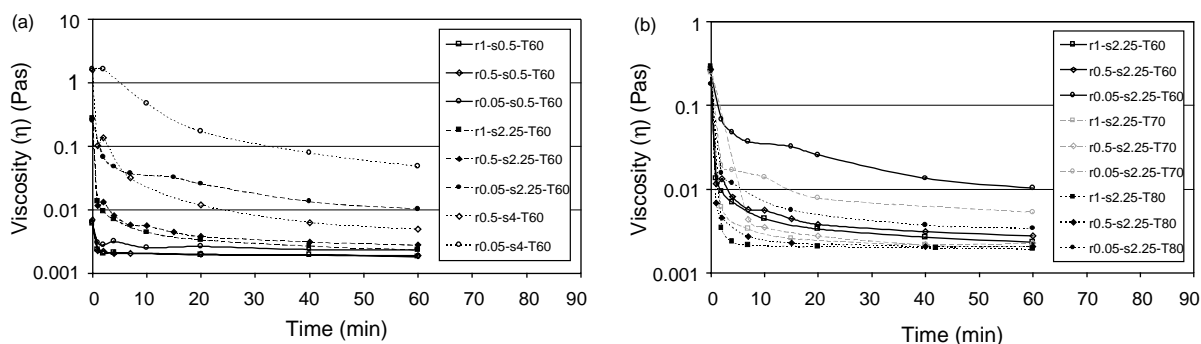 (a)
Viscosity (η) (Pas)
10
1
0.1
0.01
0.001
0 10 20 30 40 50 60 70 80 90
Time (min)
r1-s0.5-T60
r0.5-s0.5-T60
r0.05-s0.5-T60
r1-s2.25-T60
r0.5-s2.25-T60
r0.05-s2.25-T60
r0.5-s4-T60
r0.05-s4-T60
(b)
Viscosity (η) (Pas)
1
0.1
0.01
0.001
0 10 20 30 40 50 60 70 80 90
Time (min)
r1-s2.25-T60
r0.5-s2.25-T60
r0.05-s2.25-T60
r1-s2.25-T70
r0.5-s2.25-T70
r0.05-s2.25-T70
r1-s2.25-T80
r0.5-s2.25-T80
r0.05-s2.25-T80